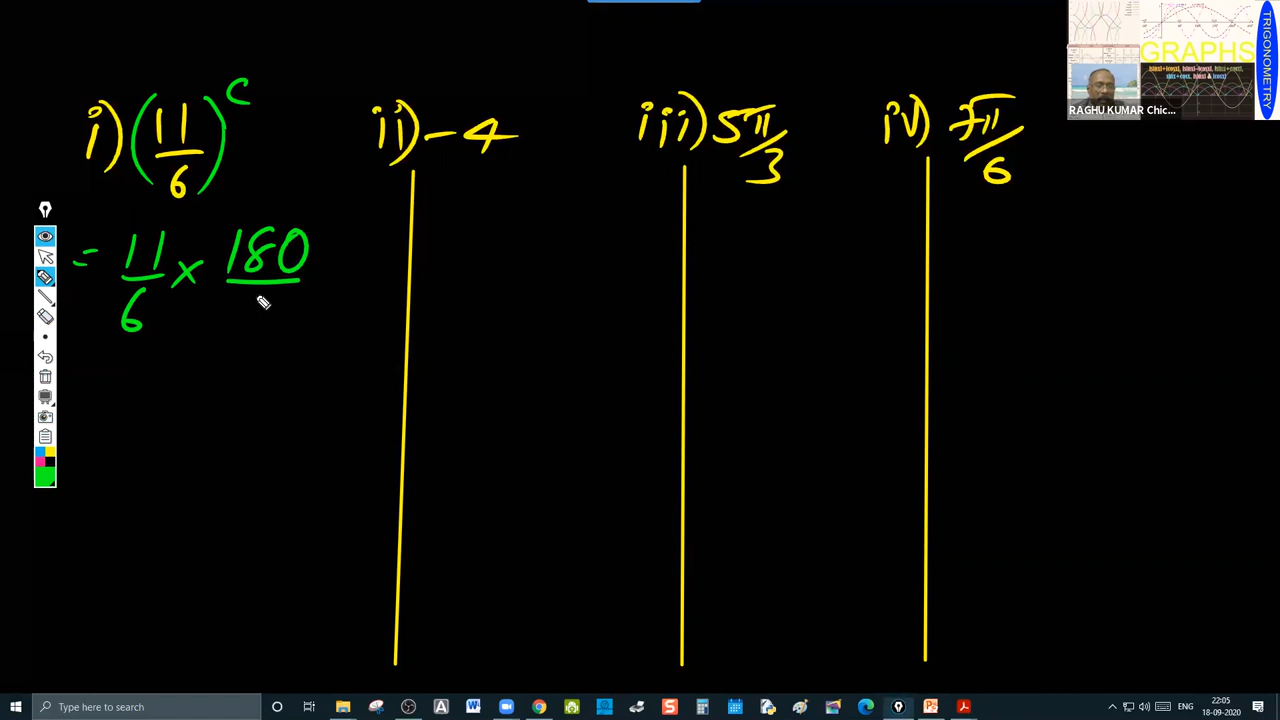 GRAPHS
TRIGONOMETRY
RAGHU KUMAR Chic...
i) (11/6)ᶜ
ii) -4
iii) 5π/3
iv) 7π/6
= 11/6 × 180
Type here to search
ENG
22:05
18-09-2020